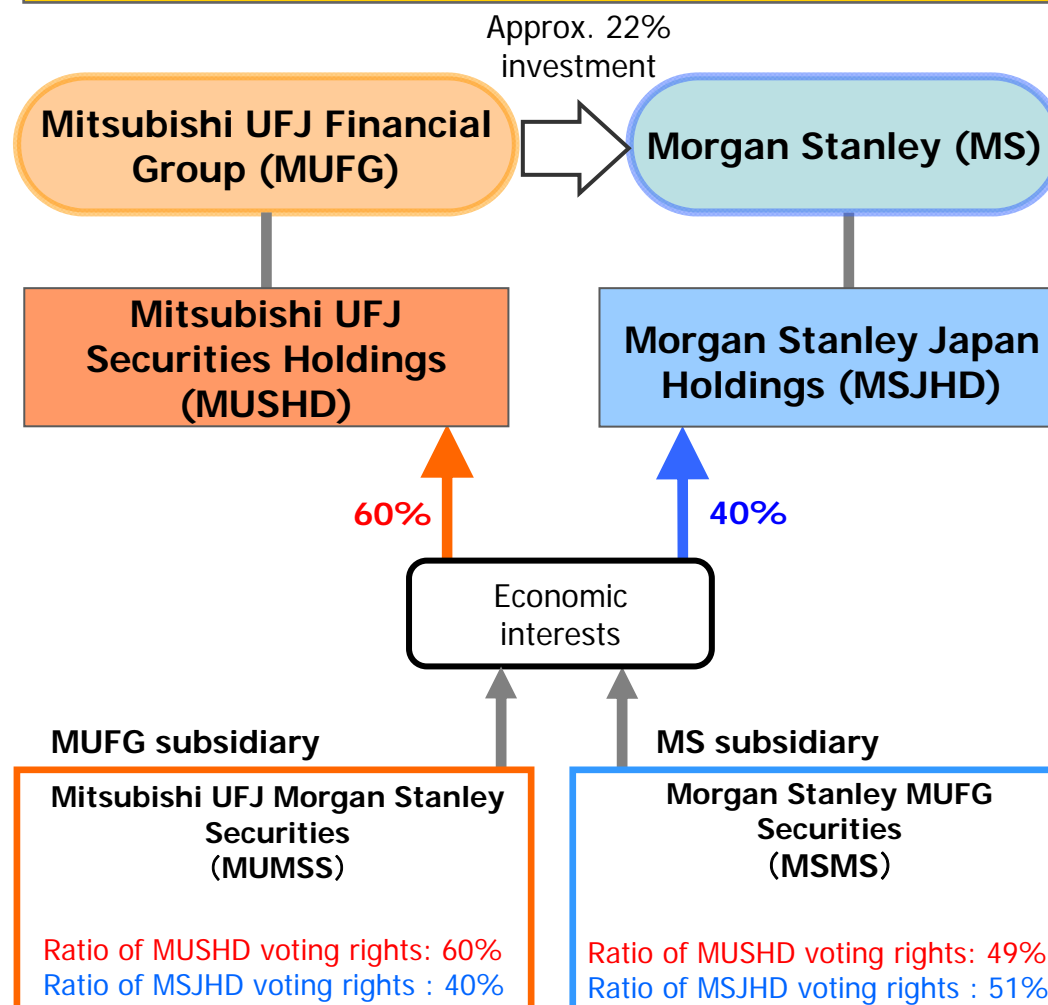 Approx. 22%
investment
Mitsubishi UFJ Financial
Group (MUFG)
Morgan Stanley (MS)
Mitsubishi UFJ
Securities Holdings
(MUSHD)
Morgan Stanley Japan
Holdings (MSJHD)
60%
40%
Economic
interests
MUFG subsidiary
MS subsidiary
Mitsubishi UFJ Morgan Stanley
Securities
(MUMSS)
Ratio of MUSHD voting rights: 60%
Ratio of MSJHD voting rights : 40%
Morgan Stanley MUFG
Securities
(MSMS)
Ratio of MUSHD voting rights: 49%
Ratio of MSJHD voting rights : 51%